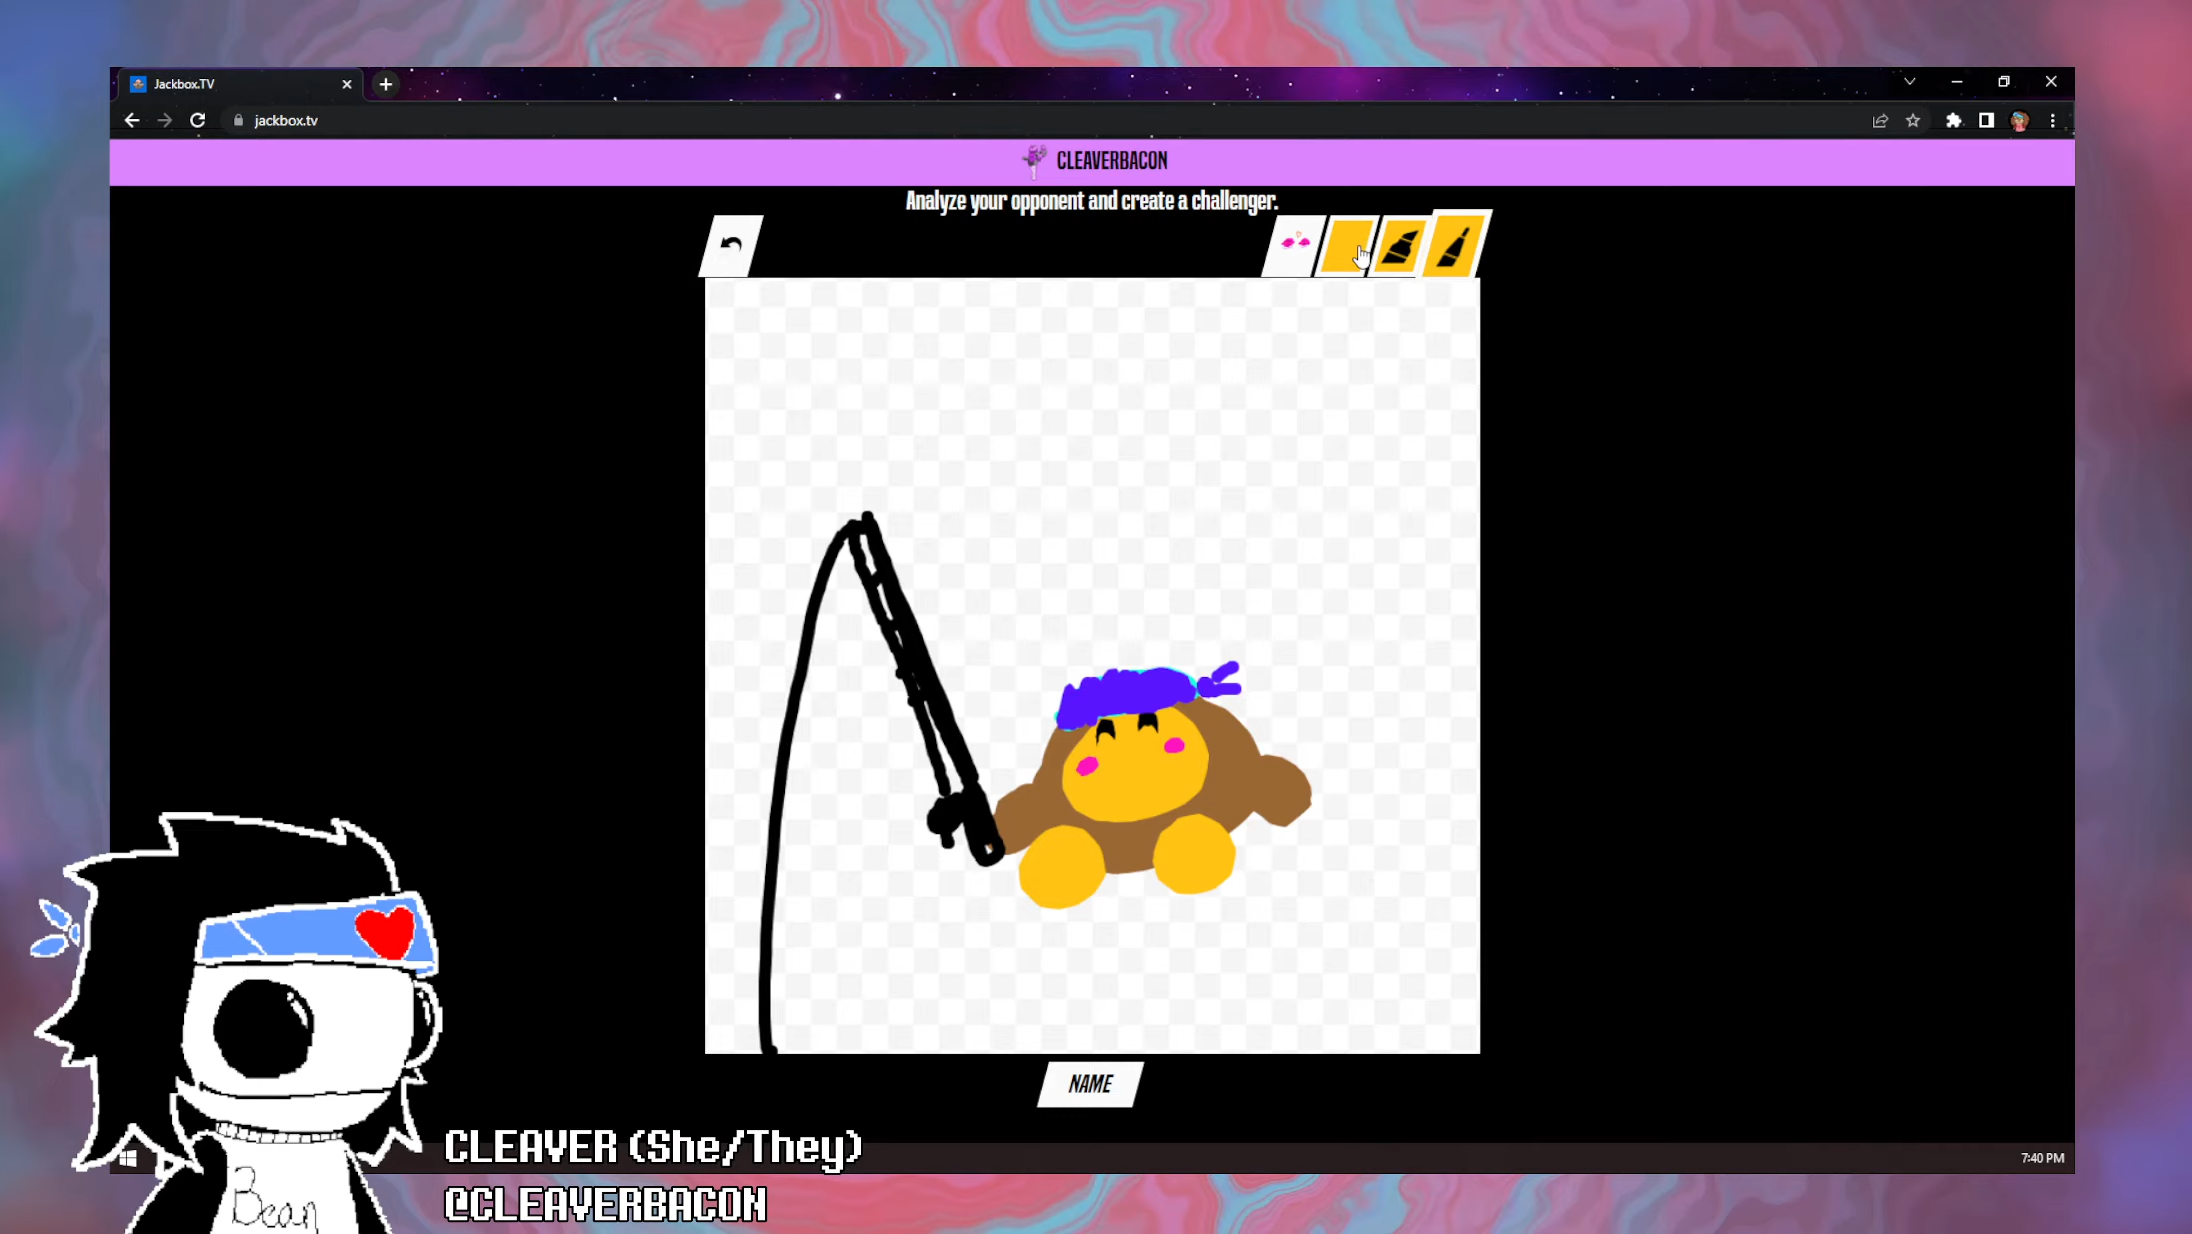 Jackbox.TV
jackbox.tv
CLEAVERBACON
Analyze your opponent and create a challenger.
NAME
CLEAVER (She/They)
7:40 PM
@CLEAVERBACON
Bean